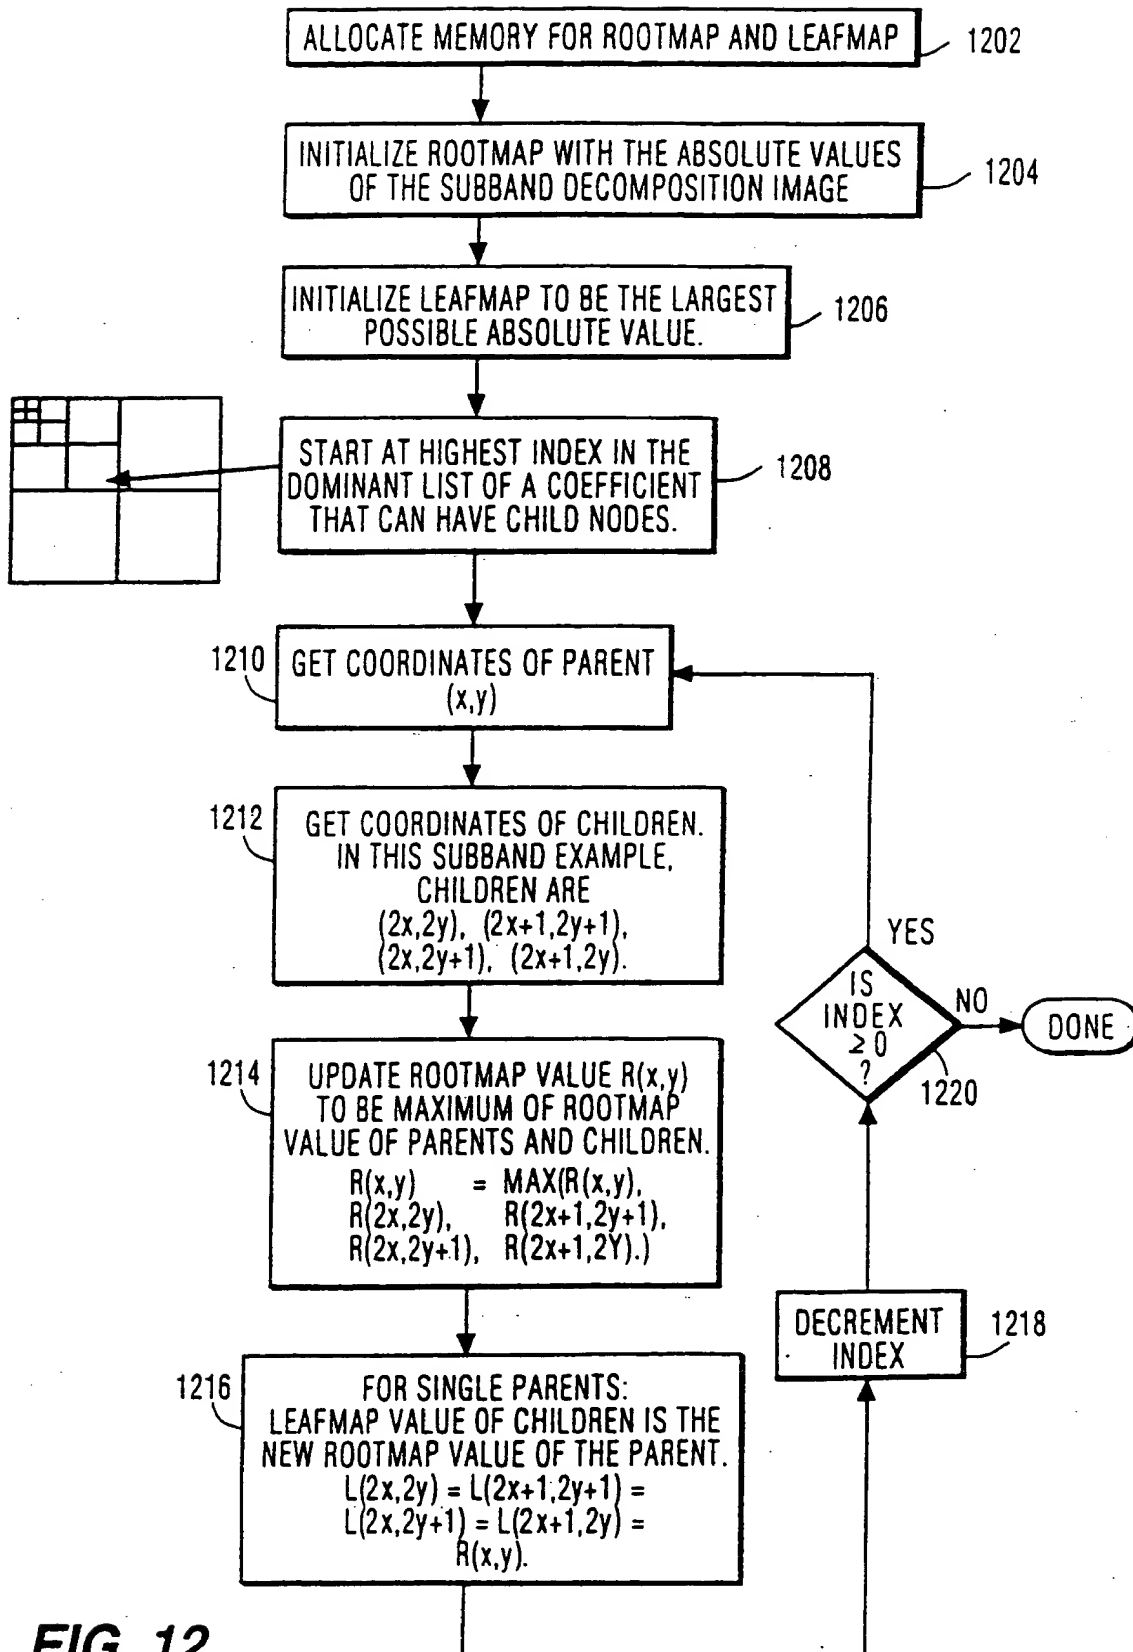 ALLOCATE MEMORY FOR ROOTMAP AND LEAFMAP
1202
INITIALIZE ROOTMAP WITH THE ABSOLUTE VALUES
OF THE SUBBAND DECOMPOSITION IMAGE
1204
INITIALIZE LEAFMAP TO BE THE LARGEST
POSSIBLE ABSOLUTE VALUE.
1206
START AT HIGHEST INDEX IN THE
DOMINANT LIST OF A COEFFICIENT
THAT CAN HAVE CHILD NODES.
1208
1210
GET COORDINATES OF PARENT
(x,y)
1212
GET COORDINATES OF CHILDREN.
IN THIS SUBBAND EXAMPLE,
CHILDREN ARE
(2x,2y), (2x+1,2y+1),
(2x,2y+1), (2x+1,2y).
1214
UPDATE ROOTMAP VALUE R(x,y)
TO BE MAXIMUM OF ROOTMAP
VALUE OF PARENTS AND CHILDREN.
R(x,y) = MAX(R(x,y),
R(2x,2y), R(2x+1,2y+1),
R(2x,2y+1), R(2x+1,2Y).)
1216
FOR SINGLE PARENTS:
LEAFMAP VALUE OF CHILDREN IS THE
NEW ROOTMAP VALUE OF THE PARENT.
L(2x,2y) = L(2x+1,2y+1) =
L(2x,2y+1) = L(2x+1,2y) =
R(x,y).
DECREMENT
INDEX
1218
IS
INDEX
≥0
?
1220
YES
NO
DONE
FIG. 12